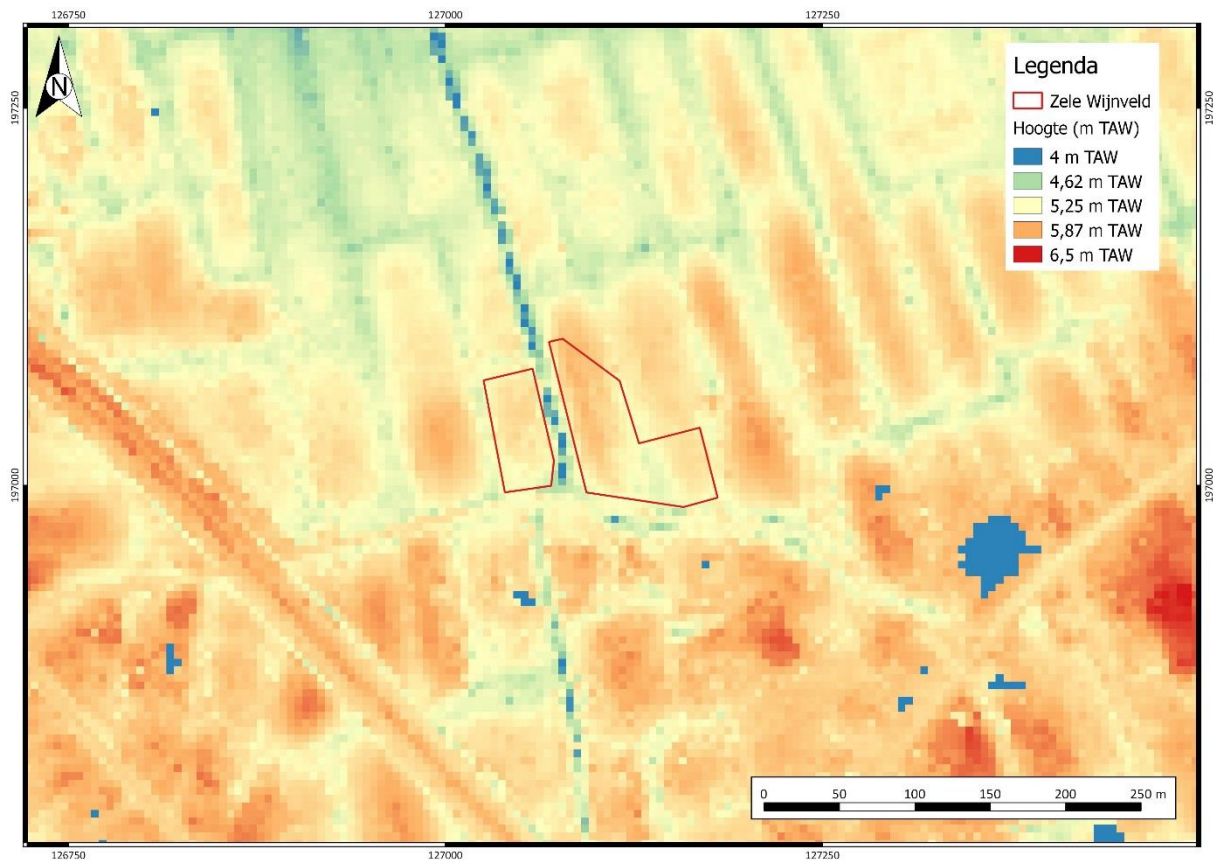 126750 127000 127250
N
197250 197250
197000 197000
Legenda
Zele Wijnveld
Hoogte (m TAW)
4 m TAW
4,62 m TAW
5,25 m TAW
5,87 m TAW
6,5 m TAW
0 50 100 150 200 250 m
126750 127000 127250